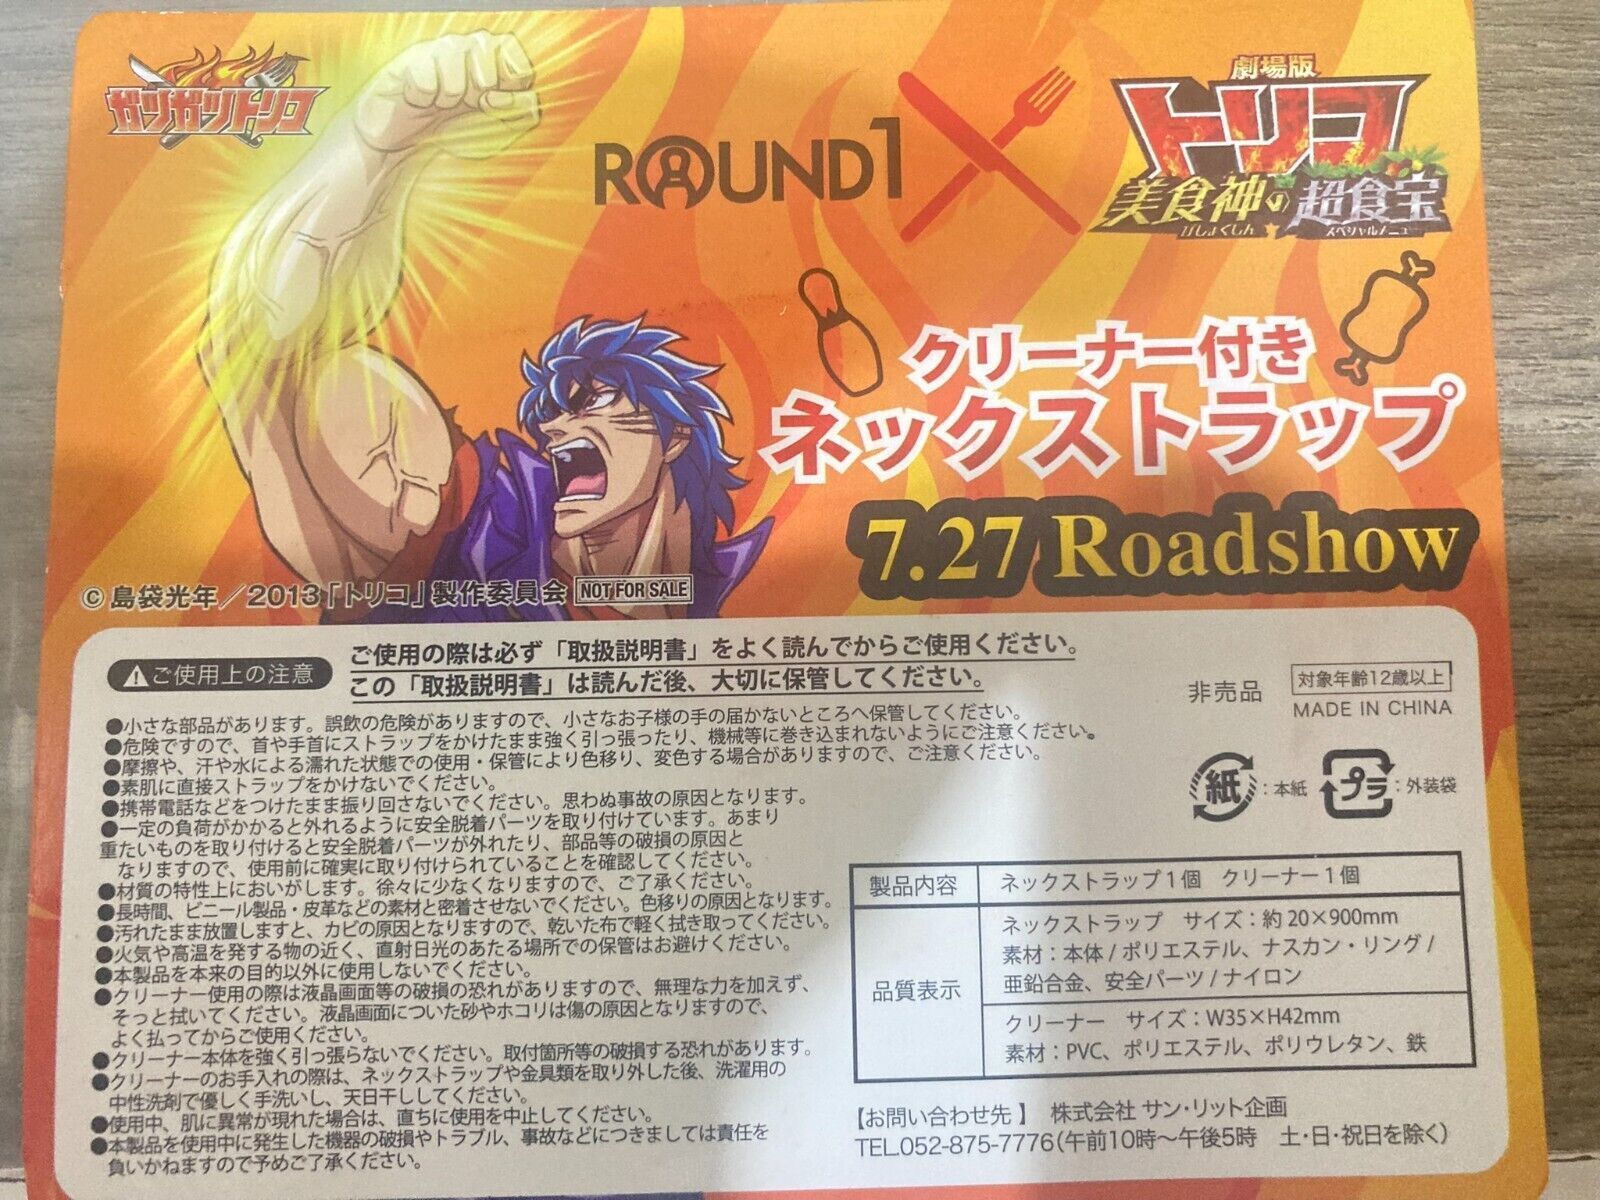 ガツガツトリコ
ROUND1
劇場版
トリコ
美食神の超食宝
びしょくしん スペシャルメニュー
クリーナー付き
ネックストラップ
7.27 Roadshow
©島袋光年／2013「トリコ」製作委員会 NOT FOR SALE
ご使用上の注意
ご使用の際は必ず「取扱説明書」をよく読んでからご使用ください。
この「取扱説明書」は読んだ後、大切に保管してください。
●小さな部品があります。誤飲の危険がありますので、小さなお子様の手の届かないところへ保管してください。
●危険ですので、首や手首にストラップをかけたまま強く引っ張ったり、機械等に巻き込まれないようにご注意ください。
●摩擦や、汗や水による濡れた状態での使用・保管により色移り、変色する場合がありますので、ご注意ください。
●素肌に直接ストラップをかけないでください。
●携帯電話などをつけたまま振り回さないでください。思わぬ事故の原因となります。
●一定の負荷がかかると外れるように安全脱着パーツを取り付けています。あまり
重たいものを取り付けると安全脱着パーツが外れたり、部品等の破損の原因と
なりますので、使用前に確実に取り付けられていることを確認してください。
●材質の特性上においがします。徐々に少なくなりますので、ご了承ください。
●長時間、ビニール製品・皮革などの素材と密着させないでください。色移りの原因となります。
●汚れたまま放置しますと、カビの原因となりますので、乾いた布で軽く拭き取ってください。
●火気や高温を発する物の近く、直射日光のあたる場所での保管はお避けください。
●本製品を本来の目的以外に使用しないでください。
●クリーナー使用の際は液晶画面等の破損の恐れがありますので、無理な力を加えず、
そっと拭いてください。液晶画面についた砂やホコリは傷の原因となりますので、
よく払ってからご使用ください。
●クリーナー本体を強く引っ張らないでください。取付箇所等の破損する恐れがあります。
●クリーナーのお手入れの際は、ネックストラップや金具類を取り外した後、洗濯用の
中性洗剤で優しく手洗いし、天日干ししてください。
●使用中、肌に異常が現れた場合は、直ちに使用を中止してください。
●本製品を使用中に発生した機器の破損やトラブル、事故などにつきましては責任を
負いかねますので予めご了承ください。
非売品 対象年齢12歳以上
MADE IN CHINA
紙：本紙 プラ：外装袋
製品内容 ネックストラップ1個 クリーナー1個
品質表示
ネックストラップ サイズ：約20×900mm
素材：本体/ポリエステル、ナスカン・リング/
亜鉛合金、安全パーツ/ナイロン
クリーナー サイズ：W35×H42mm
素材：PVC、ポリエステル、ポリウレタン、鉄
【お問い合わせ先】 株式会社 サン・リット企画
TEL.052-875-7776(午前10時〜午後5時 土・日・祝日を除く)